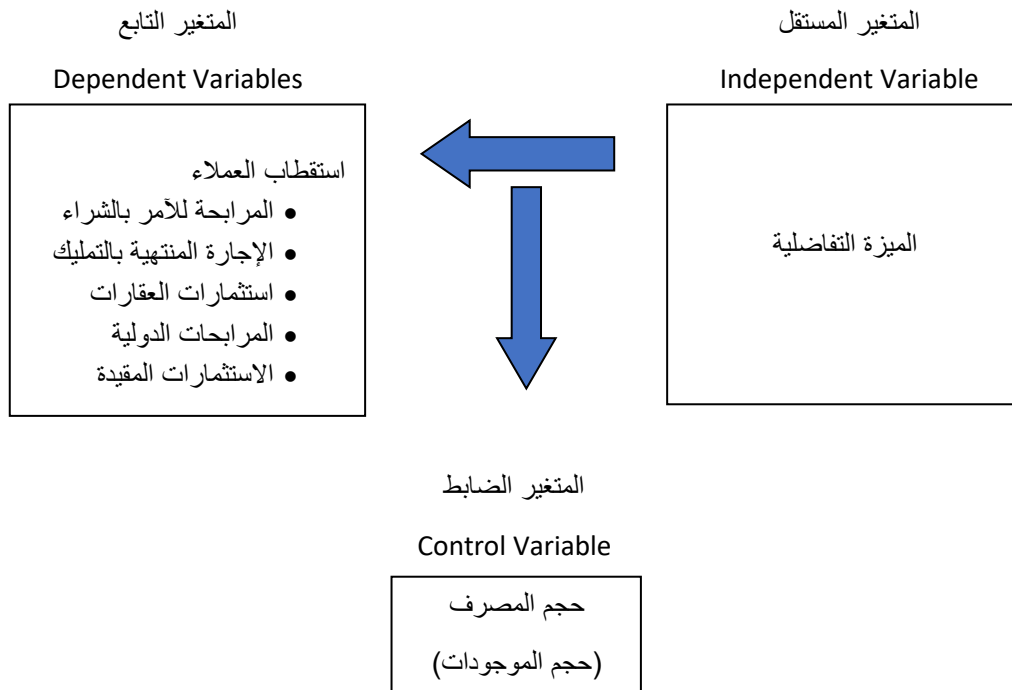 المتغير المستقل
Independent Variable
الميزة التفاضلية
المتغير التابع
Dependent Variables
استقطاب العملاء
• المرابحة للآمر بالشراء
• الإجارة المنتهية بالتمليك
• استثمارات العقارات
• المرابحات الدولية
• الاستثمارات المقيدة
المتغير الضابط
Control Variable
حجم المصرف
(حجم الموجودات)